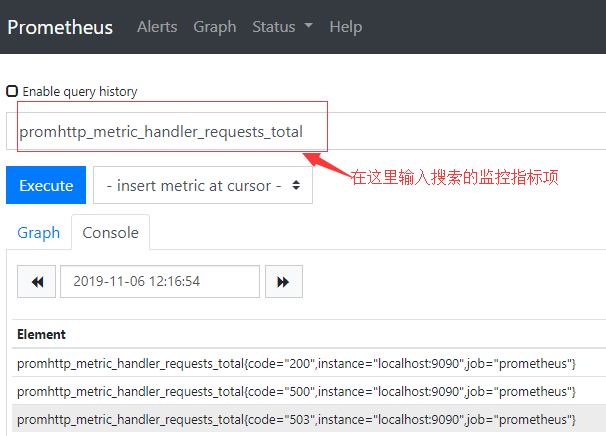 Prometheus Alerts Graph Status Help
Enable query history
promhttp_metric_handler_requests_total
Execute - insert metric at cursor -
在这里输入搜索的监控指标项
Graph Console
2019-11-06 12:16:54
Element
promhttp_metric_handler_requests_total{code="200",instance="localhost:9090",job="prometheus"}
promhttp_metric_handler_requests_total{code="500",instance="localhost:9090",job="prometheus"}
promhttp_metric_handler_requests_total{code="503",instance="localhost:9090",job="prometheus"}